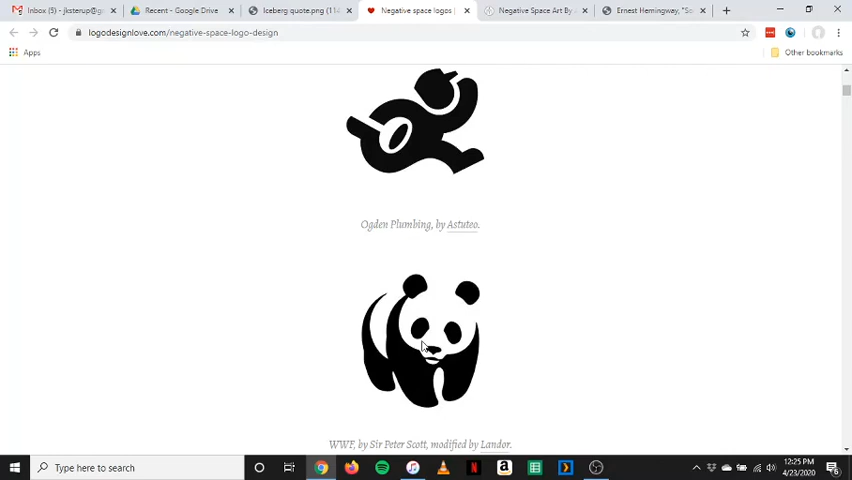 Inbox (5) - jksterup@g
Recent - Google Drive
Iceberg quote.png (114
Negative space logos |
Negative Space Art By
Ernest Hemingway, "So
logodesignlove.com/negative-space-logo-design
Apps
Other bookmarks
Ogden Plumbing, by Astuteo.
WWF, by Sir Peter Scott, modified by Landor.
Type here to search
12:25 PM
4/23/2020